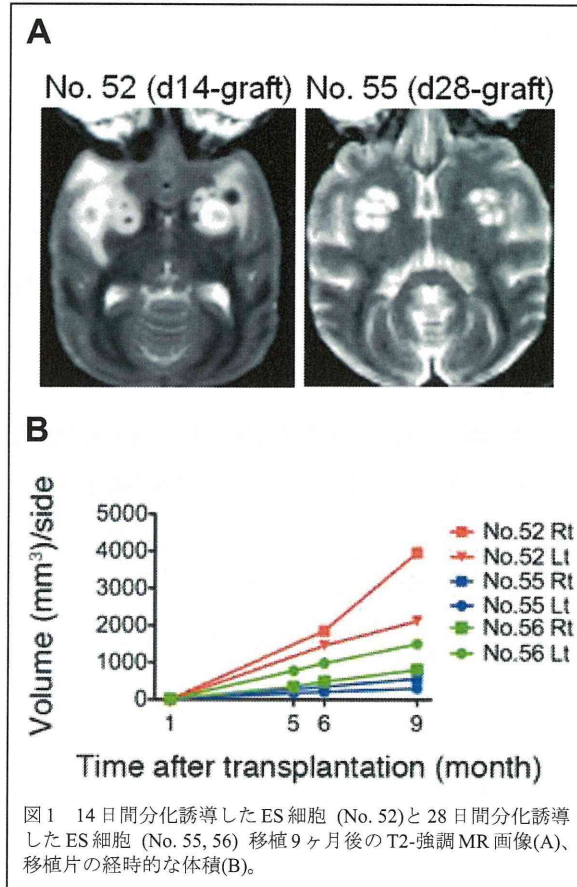 A
No. 52 (d14-graft) No. 55 (d28-graft)
B
Volume (mm³)/side
5000
4000
3000
2000
1000
0
1 5 6 9
Time after transplantation (month)
No.52 Rt
No.52 Lt
No.55 Rt
No.55 Lt
No.56 Rt
No.56 Lt
図1 14日間分化誘導したES細胞 (No. 52)と28日間分化誘導
したES細胞 (No. 55, 56) 移植9ヶ月後のT2-強調MR画像(A)、
移植片の経時的な体積(B)。